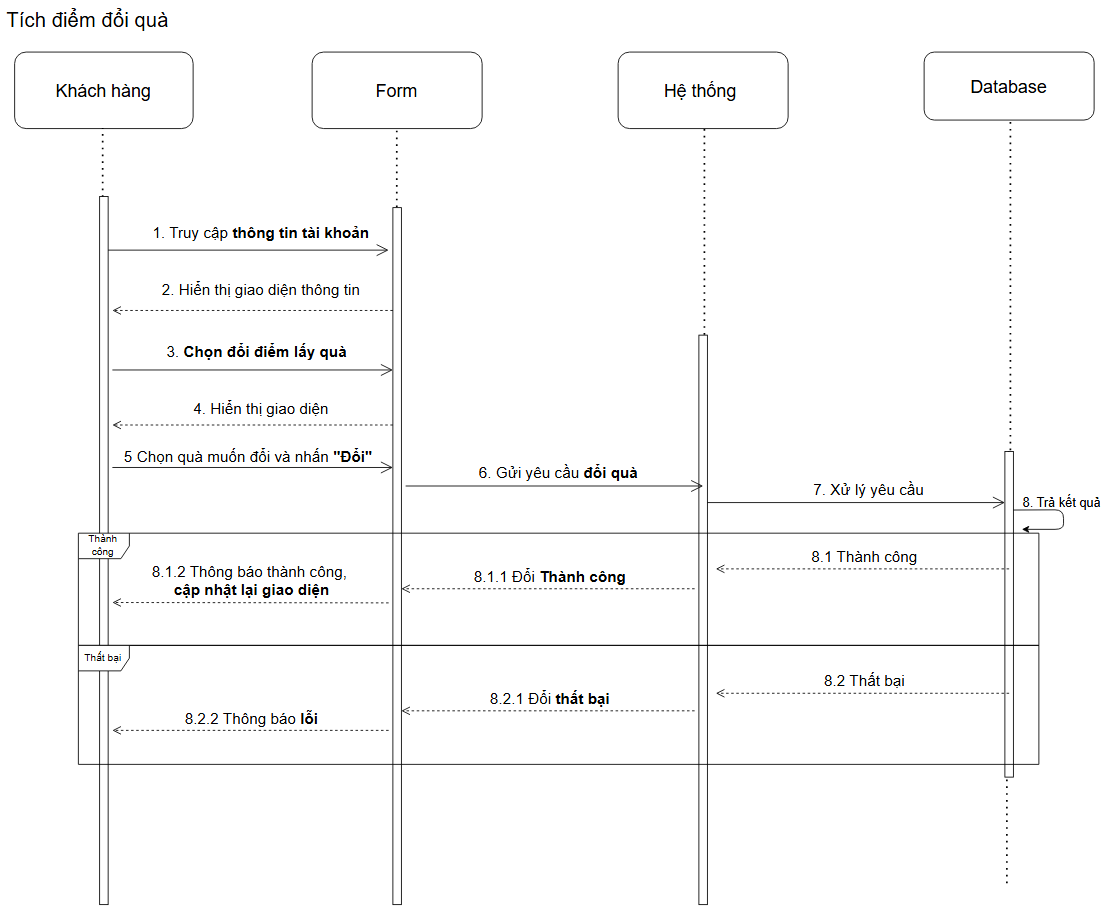 Tích điểm đổi quà
Khách hàng
Form
Hệ thống
Database
1. Truy cập thông tin tài khoản
2. Hiển thị giao diện thông tin
3. Chọn đổi điểm lấy quà
4. Hiển thị giao diện
5 Chọn quà muốn đổi và nhấn "Đổi"
6. Gửi yêu cầu đổi quà
7. Xử lý yêu cầu
8. Trả kết quả
Thành
công
8.1 Thành công
8.1.1 Đổi Thành công
8.1.2 Thông báo thành công,
cập nhật lại giao diện
Thất bại
8.2 Thất bại
8.2.1 Đổi thất bại
8.2.2 Thông báo lỗi